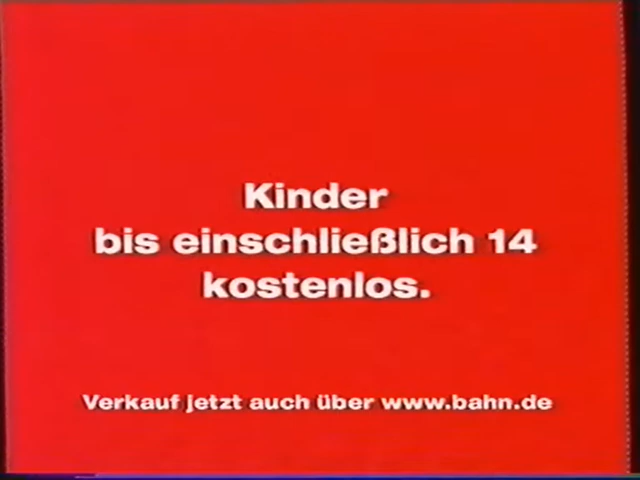 Kinder
bis einschließlich 14
kostenlos.
Verkauf jetzt auch über www.bahn.de